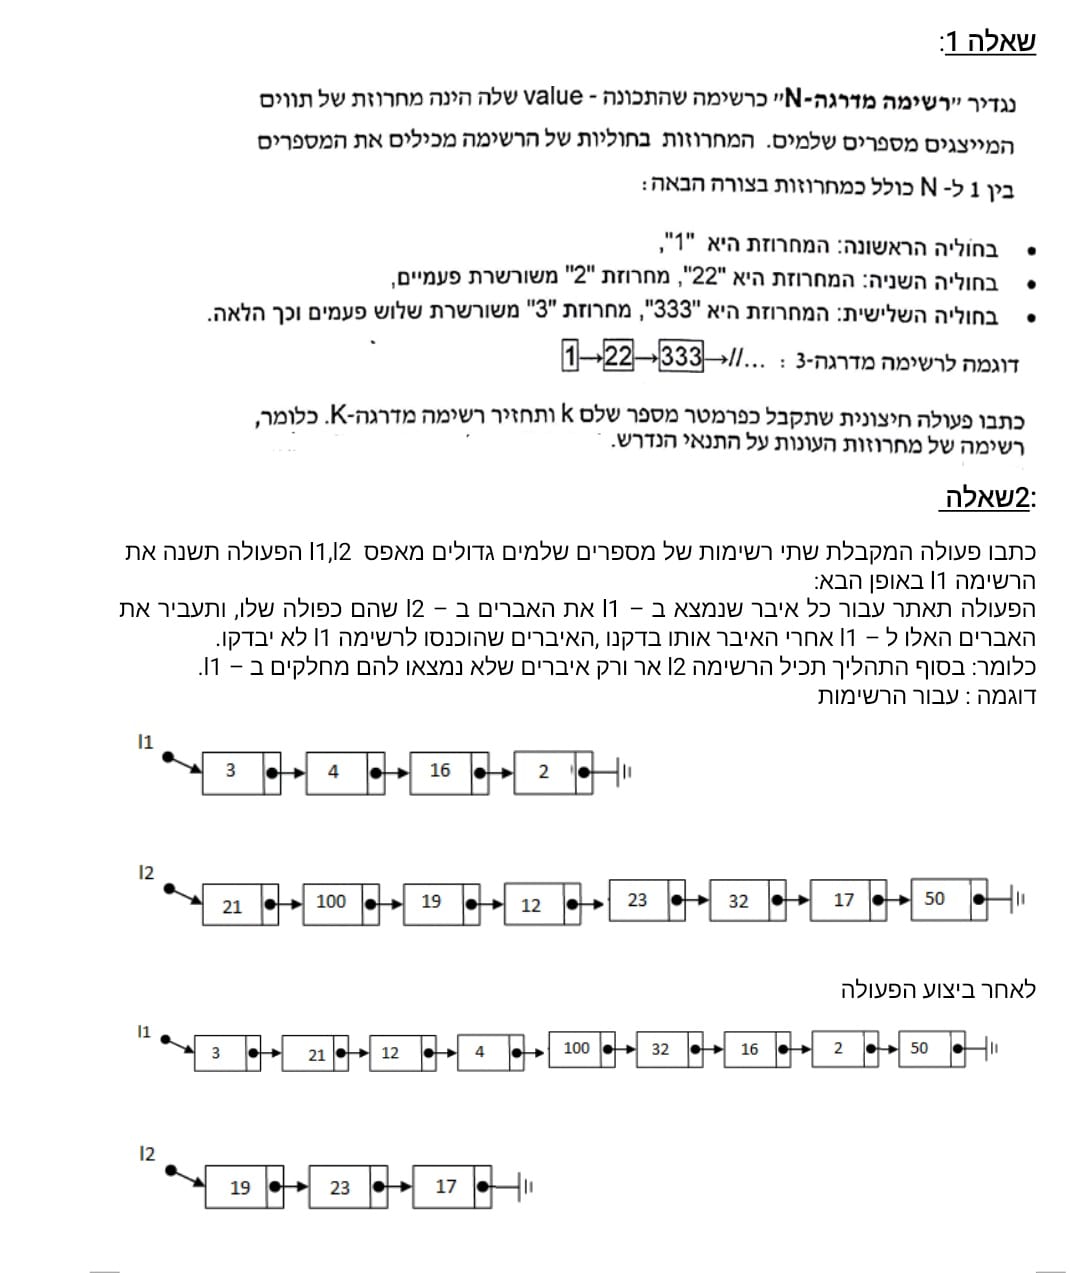 שאלה 1:
נגדיר "רשימה מדרגה-N" כרשימה שהתכונה - value שלה הינה מחרוזת של תווים
המייצגים מספרים שלמים. המחרוזות בחוליות של הרשימה מכילים את המספרים
בין 1 ל- N כולל כמחרוזות בצורה הבאה:
• בחוליה הראשונה: המחרוזת היא "1",
• בחוליה השניה: המחרוזת היא "22", מחרוזת "2" משורשרת פעמיים,
• בחוליה השלישית: המחרוזת היא "333", מחרוזת "3" משורשרת שלוש פעמים וכך הלאה.
דוגמה לרשימה מדרגה-3 : 1→22→333→//...
כתבו פעולה חיצונית שתקבל כפרמטר מספר שלם k ותחזיר רשימה מדרגה-K. כלומר,
רשימה של מחרוזות העונות על התנאי הנדרש.
:2שאלה
כתבו פעולה המקבלת שתי רשימות של מספרים שלמים גדולים מאפס l1,l2 הפעולה תשנה את
הרשימה l1 באופן הבא:
הפעולה תאתר עבור כל איבר שנמצא ב – l1 את האברים ב – l2 שהם כפולה שלו, ותעביר את
האברים האלו ל – l1 אחרי האיבר אותו בדקנו ,האיברים שהוכנסו לרשימה l1 לא יבדקו.
כלומר: בסוף התהליך תכיל הרשימה l2 אך ורק איברים שלא נמצאו להם מחלקים ב – l1.
דוגמה : עבור הרשימות
l1
3 4 16 2
l2
21 100 19 12 23 32 17 50
לאחר ביצוע הפעולה
l1
3 21 12 4 100 32 16 2 50
l2
19 23 17